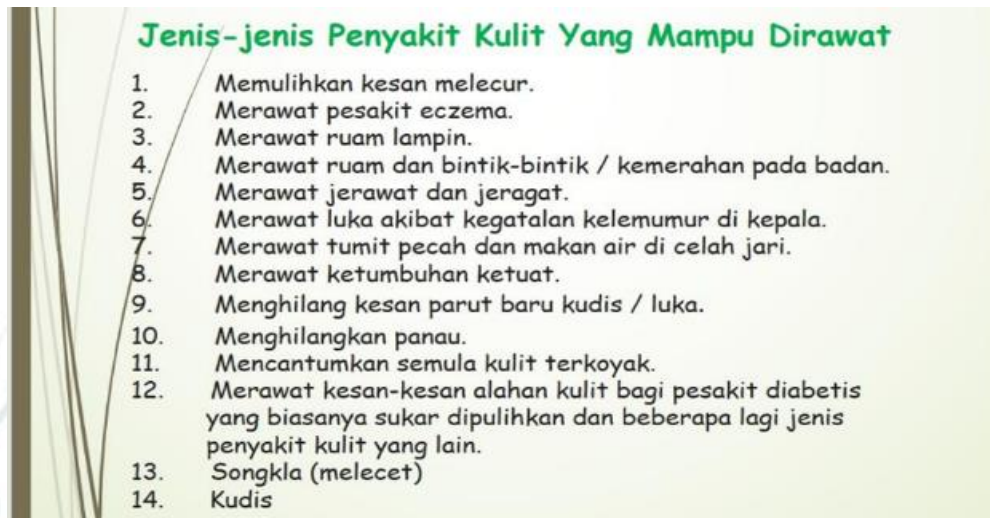 Jenis-jenis Penyakit Kulit Yang Mampu Dirawat
1. Memulihkan kesan melecur.
2. Merawat pesakit eczema.
3. Merawat ruam lampin.
4. Merawat ruam dan bintik-bintik / kemerahan pada badan.
5. Merawat jerawat dan jeragat.
6. Merawat luka akibat kegatalan kelemumur di kepala.
7. Merawat tumit pecah dan makan air di celah jari.
8. Merawat ketumbuhan ketuat.
9. Menghilang kesan parut baru kudis / luka.
10. Menghilangkan panau.
11. Mencantumkan semula kulit terkoyak.
12. Merawat kesan-kesan alahan kulit bagi pesakit diabetis
yang biasanya sukar dipulihkan dan beberapa lagi jenis
penyakit kulit yang lain.
13. Songkla (melecet)
14. Kudis